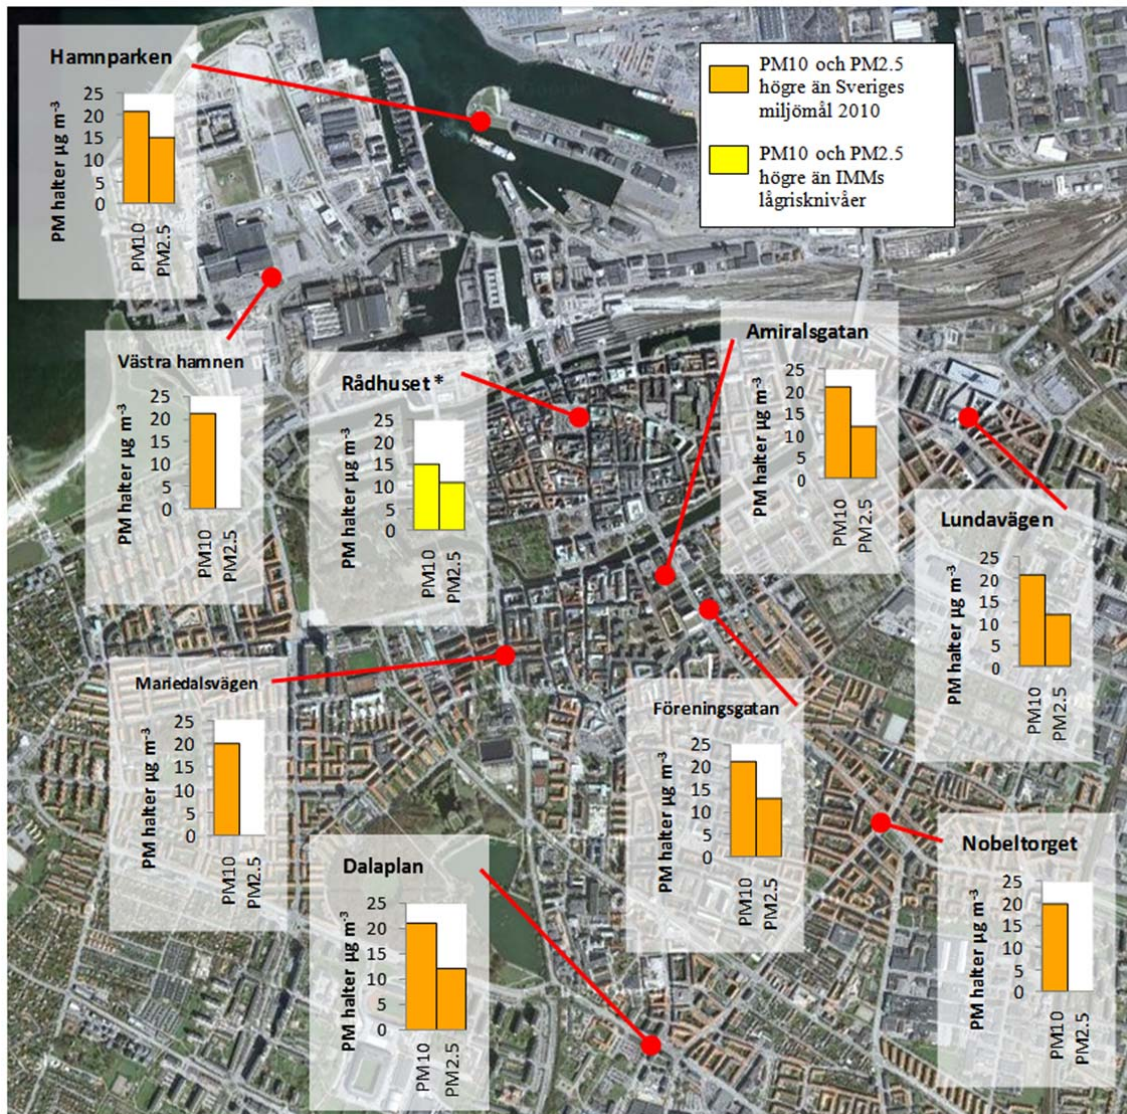 Hamnparken
PM halter µg m⁻³
25
20
15
10
5
0
PM10
PM2.5
PM10 och PM2.5
högre än Sveriges
miljömål 2010
PM10 och PM2.5
högre än IMMs
lågrisknivåer
Västra hamnen
PM halter µg m⁻³
25
20
15
10
5
0
PM10
PM2.5
Rådhuset *
PM halter µg m⁻³
25
20
15
10
5
0
PM10
PM2.5
Amiralsgatan
PM halter µg m⁻³
25
20
15
10
5
0
PM10
PM2.5
Lundavägen
PM halter µg m⁻³
25
20
15
10
5
0
PM10
PM2.5
Mariedalsvägen
PM halter µg m⁻³
25
20
15
10
5
0
PM10
PM2.5
Föreningsgatan
PM halter µg m⁻³
25
20
15
10
5
0
PM10
PM2.5
Dalaplan
PM halter µg m⁻³
25
20
15
10
5
0
PM10
PM2.5
Nobeltorget
PM halter µg m⁻³
25
20
15
10
5
0
PM10
PM2.5